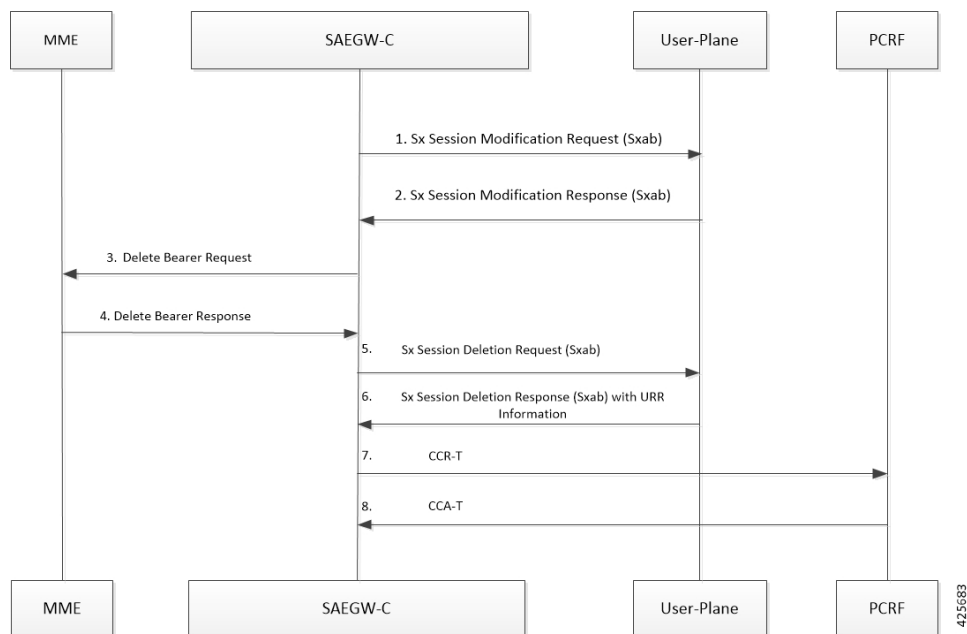 MME
SAEGW-C
User-Plane
PCRF
1. Sx Session Modification Request (Sxab)
2. Sx Session Modification Response (Sxab)
3. Delete Bearer Request
4. Delete Bearer Response
5. Sx Session Deletion Request (Sxab)
6. Sx Session Deletion Response (Sxab) with URR
Information
7. CCR-T
8. CCA-T
MME
SAEGW-C
User-Plane
PCRF
425683